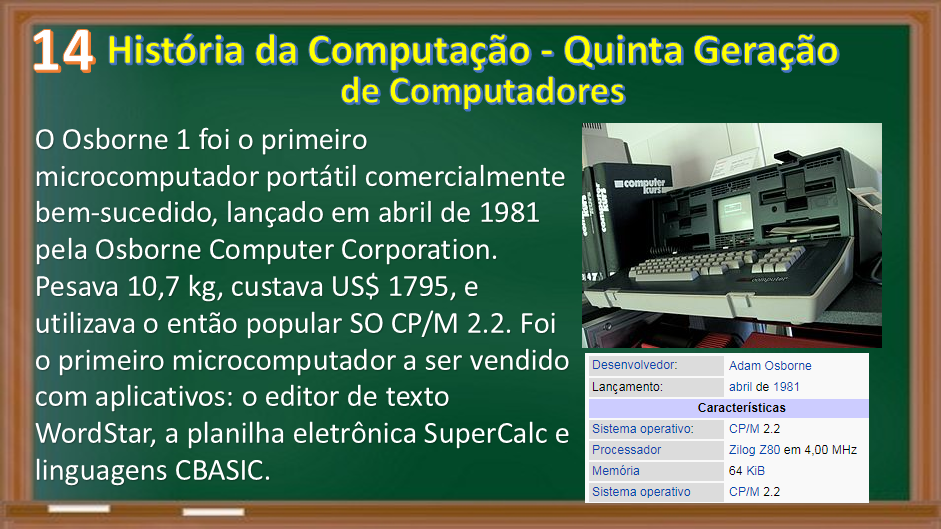 14 História da Computação - Quinta Geração
de Computadores
O Osborne 1 foi o primeiro
microcomputador portátil comercialmente
bem-sucedido, lançado em abril de 1981
pela Osborne Computer Corporation.
Pesava 10,7 kg, custava US$ 1795, e
utilizava o então popular SO CP/M 2.2. Foi
o primeiro microcomputador a ser vendido
com aplicativos: o editor de texto
WordStar, a planilha eletrônica SuperCalc e
linguagens CBASIC.
computer
kurs
Desenvolvedor: Adam Osborne
Lançamento: abril de 1981
Características
Sistema operativo: CP/M 2.2
Processador Zilog Z80 em 4,00 MHz
Memória 64 KiB
Sistema operativo CP/M 2.2